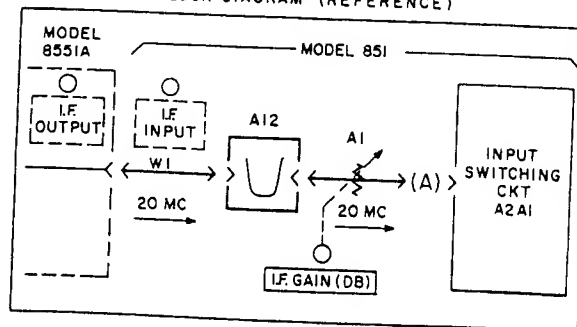 DIAGRAM (REFERENCE)
MODEL
8551A
MODEL 851
I.F.
OUTPUT
I.F.
INPUT
A12
A1
W1
(A)
INPUT
SWITCHING
CKT
A2A1
20 MC
20 MC
I.F. GAIN (DB)